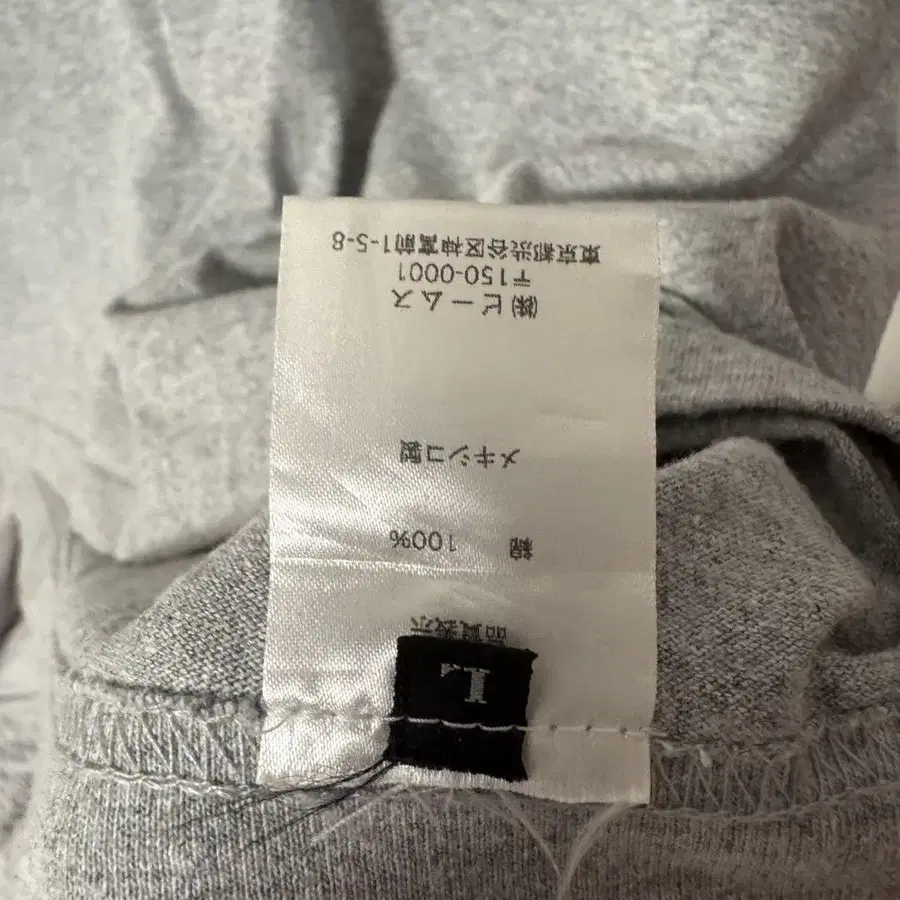 L
品質表示
綿 100%
メキシコ製
㈱ビームス
〒150-0001
東京都渋谷区神宮前1-5-8